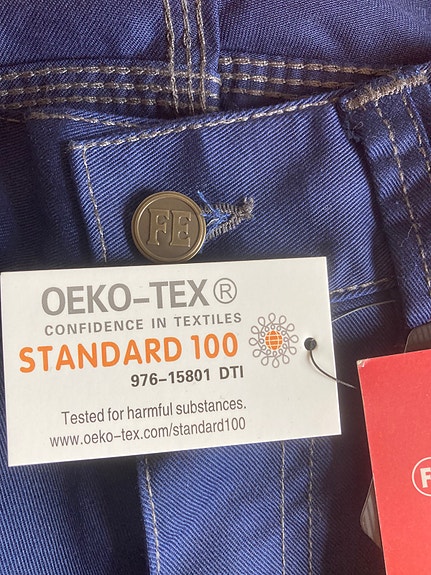 FE
OEKO-TEX®
CONFIDENCE IN TEXTILES
STANDARD 100
976-15801 DTI
Tested for harmful substances.
www.oeko-tex.com/standard100
F